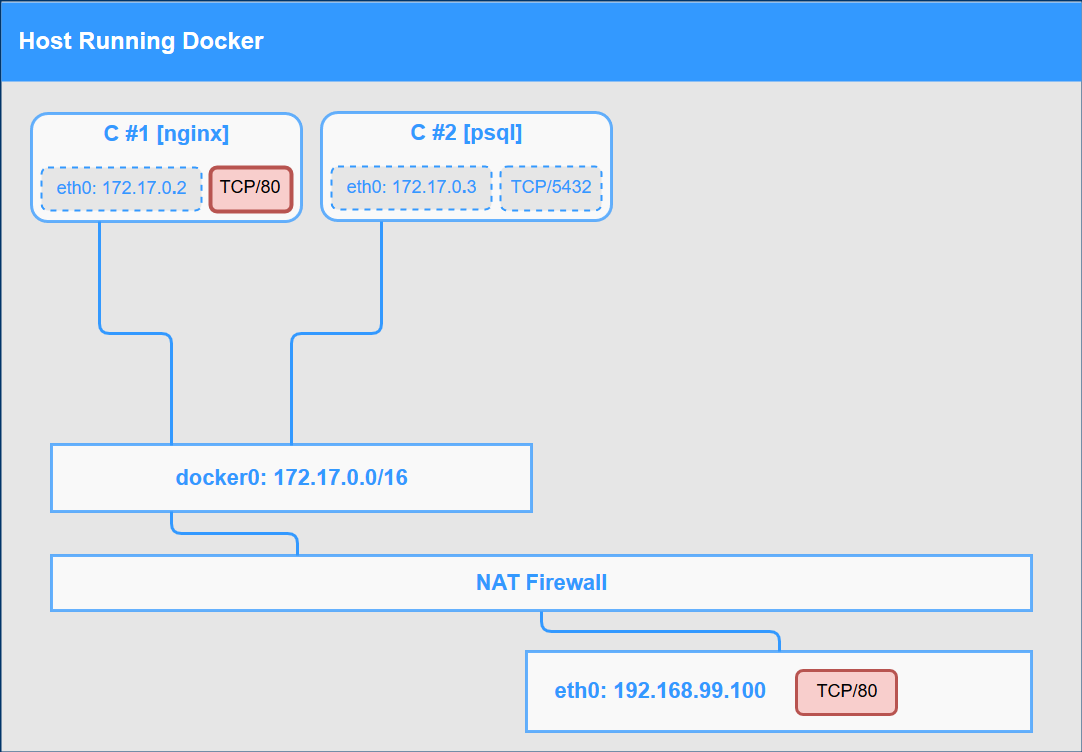 Host Running Docker
C #1 [nginx]
eth0: 172.17.0.2
TCP/80
C #2 [psql]
eth0: 172.17.0.3
TCP/5432
docker0: 172.17.0.0/16
NAT Firewall
eth0: 192.168.99.100
TCP/80